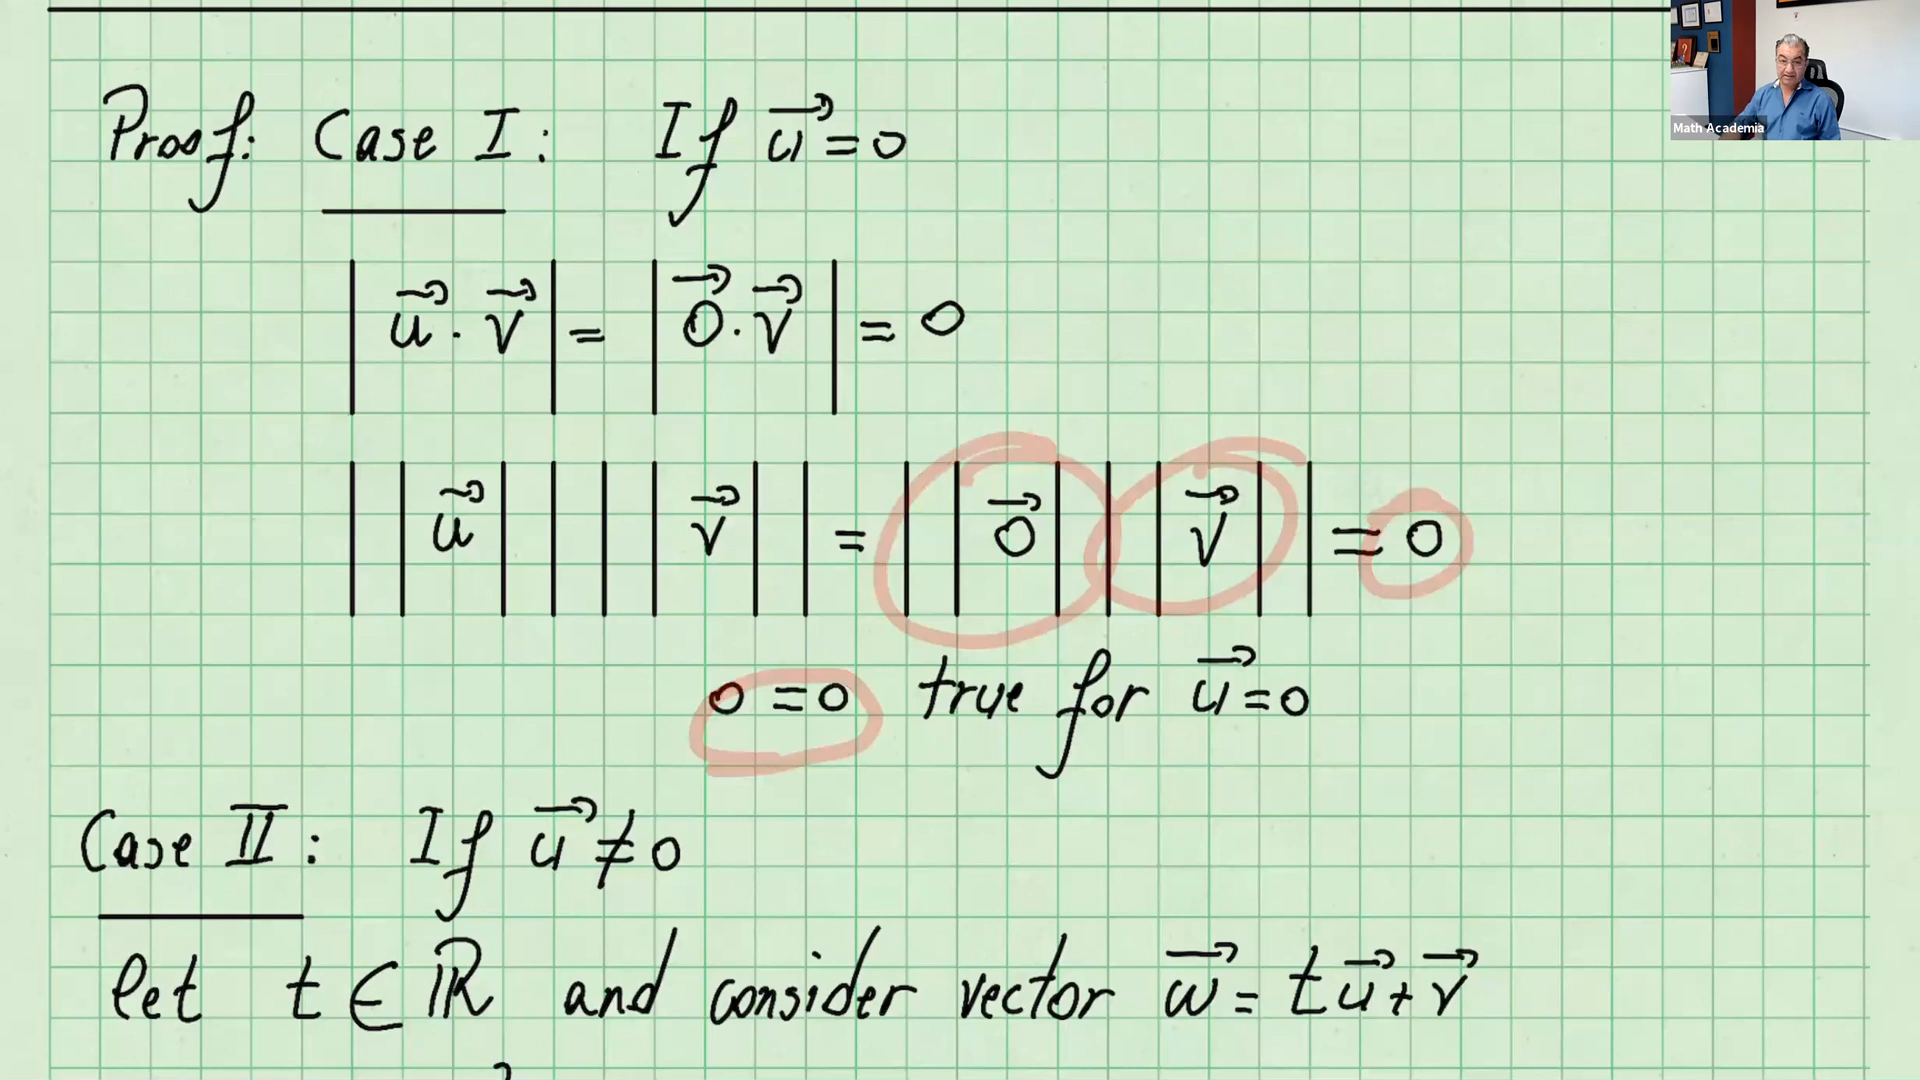 Math Academia
Proof: Case I: If u⃗ = 0
|u⃗ · v⃗| = |0⃗ · v⃗| = 0
||u⃗|| ||v⃗|| = ||0⃗|| |v⃗|| = 0
0 = 0 true for u⃗ = 0
Case II: If u⃗ ≠ 0
let t ∈ ℝ and consider vector w⃗ = tu⃗ + v⃗